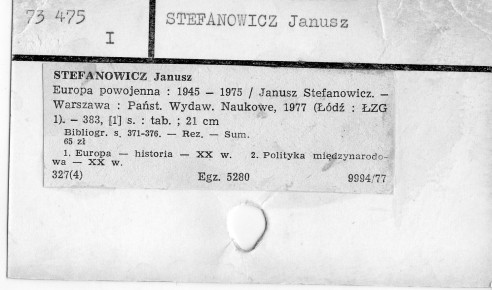 73 475
I
STEFANOWICZ Janusz
STEFANOWICZ Janusz
Europa powojenna : 1945 – 1975 / Janusz Stefanowicz. –
Warszawa : Państ. Wydaw. Naukowe, 1977 (Łódź : ŁZG
1). – 383, [1] s. : tab. ; 21 cm
Bibliogr. s. 371-376. — Rez. — Sum.
65 zł
1. Europa — historia — XX w. 2. Polityka międzynarodo-
wa — XX w.
327(4) Egz. 5280 9994/77